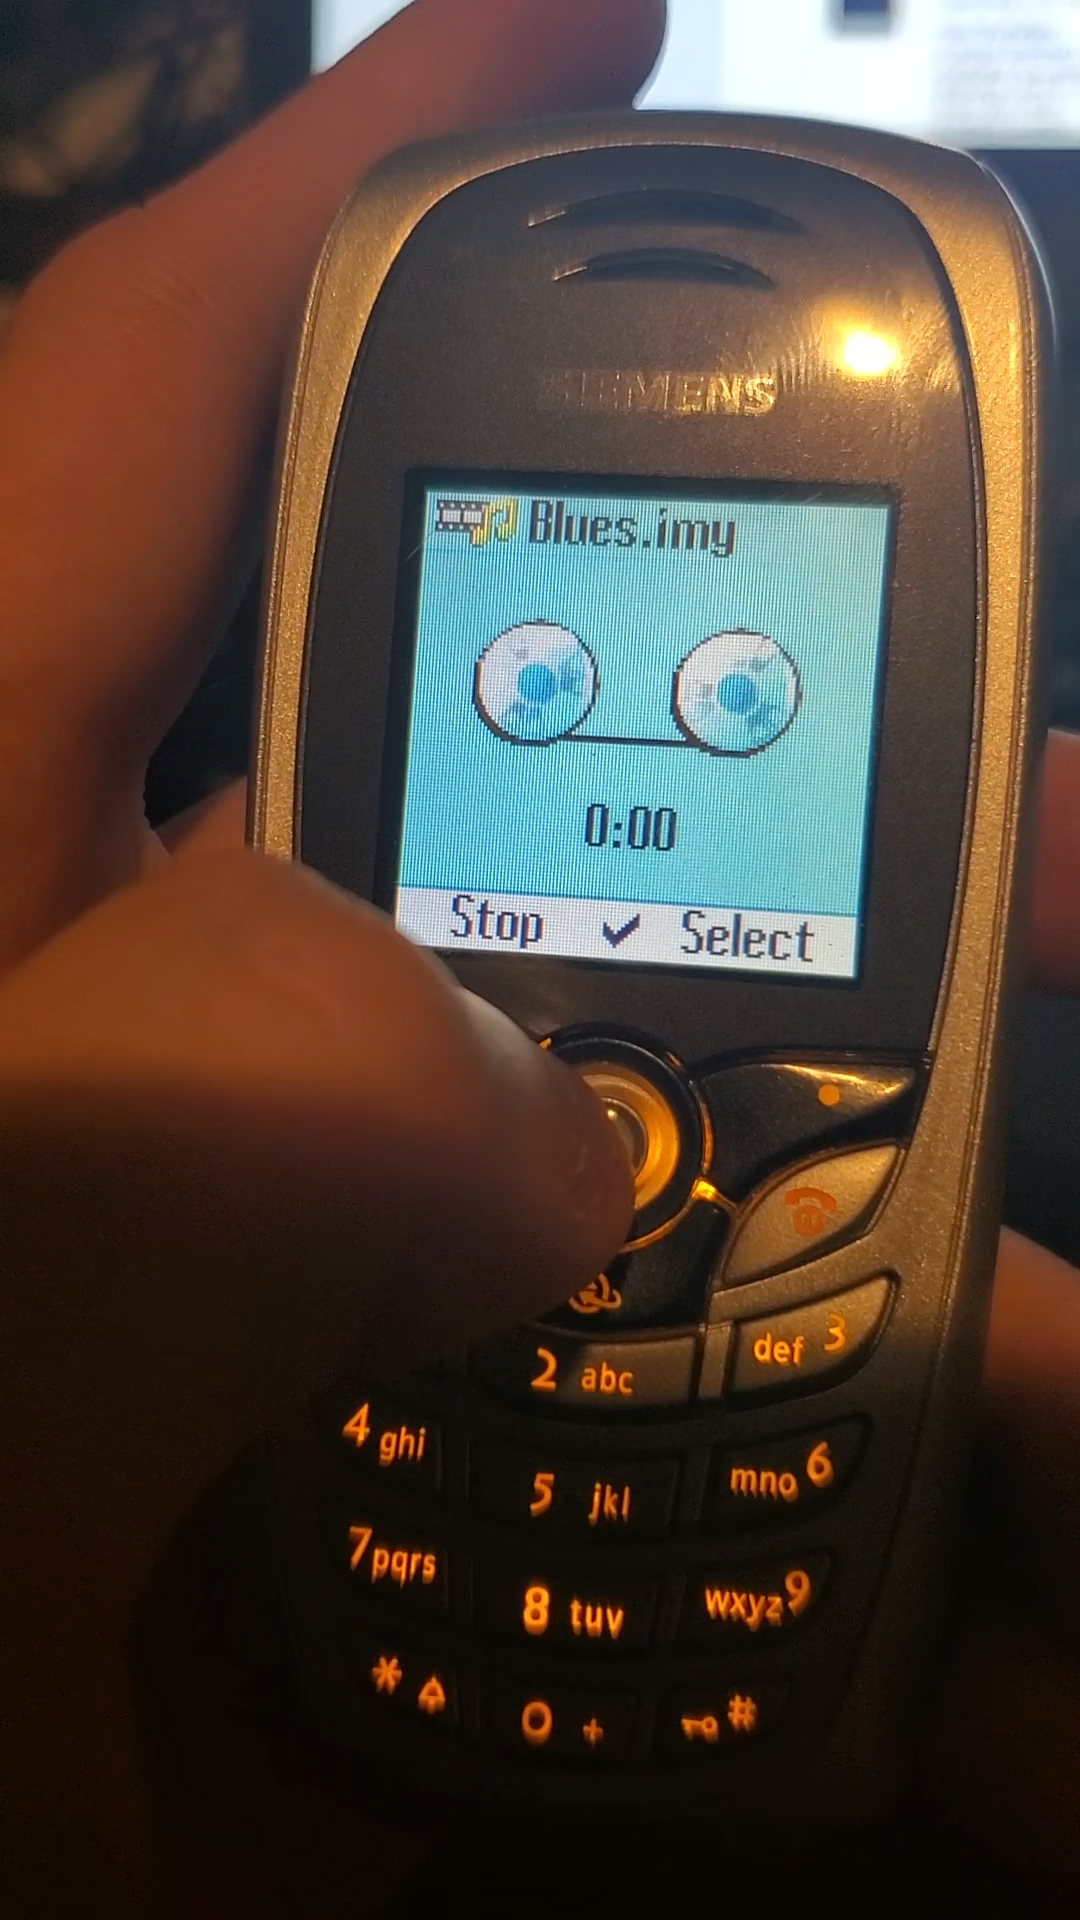 SIEMENS
Blues.imy
0:00
Stop Select
2 abc
def 3
4 ghi
5 jkl
mno 6
7 pqrs
8 tuv
wxyz 9
*
0 +
#